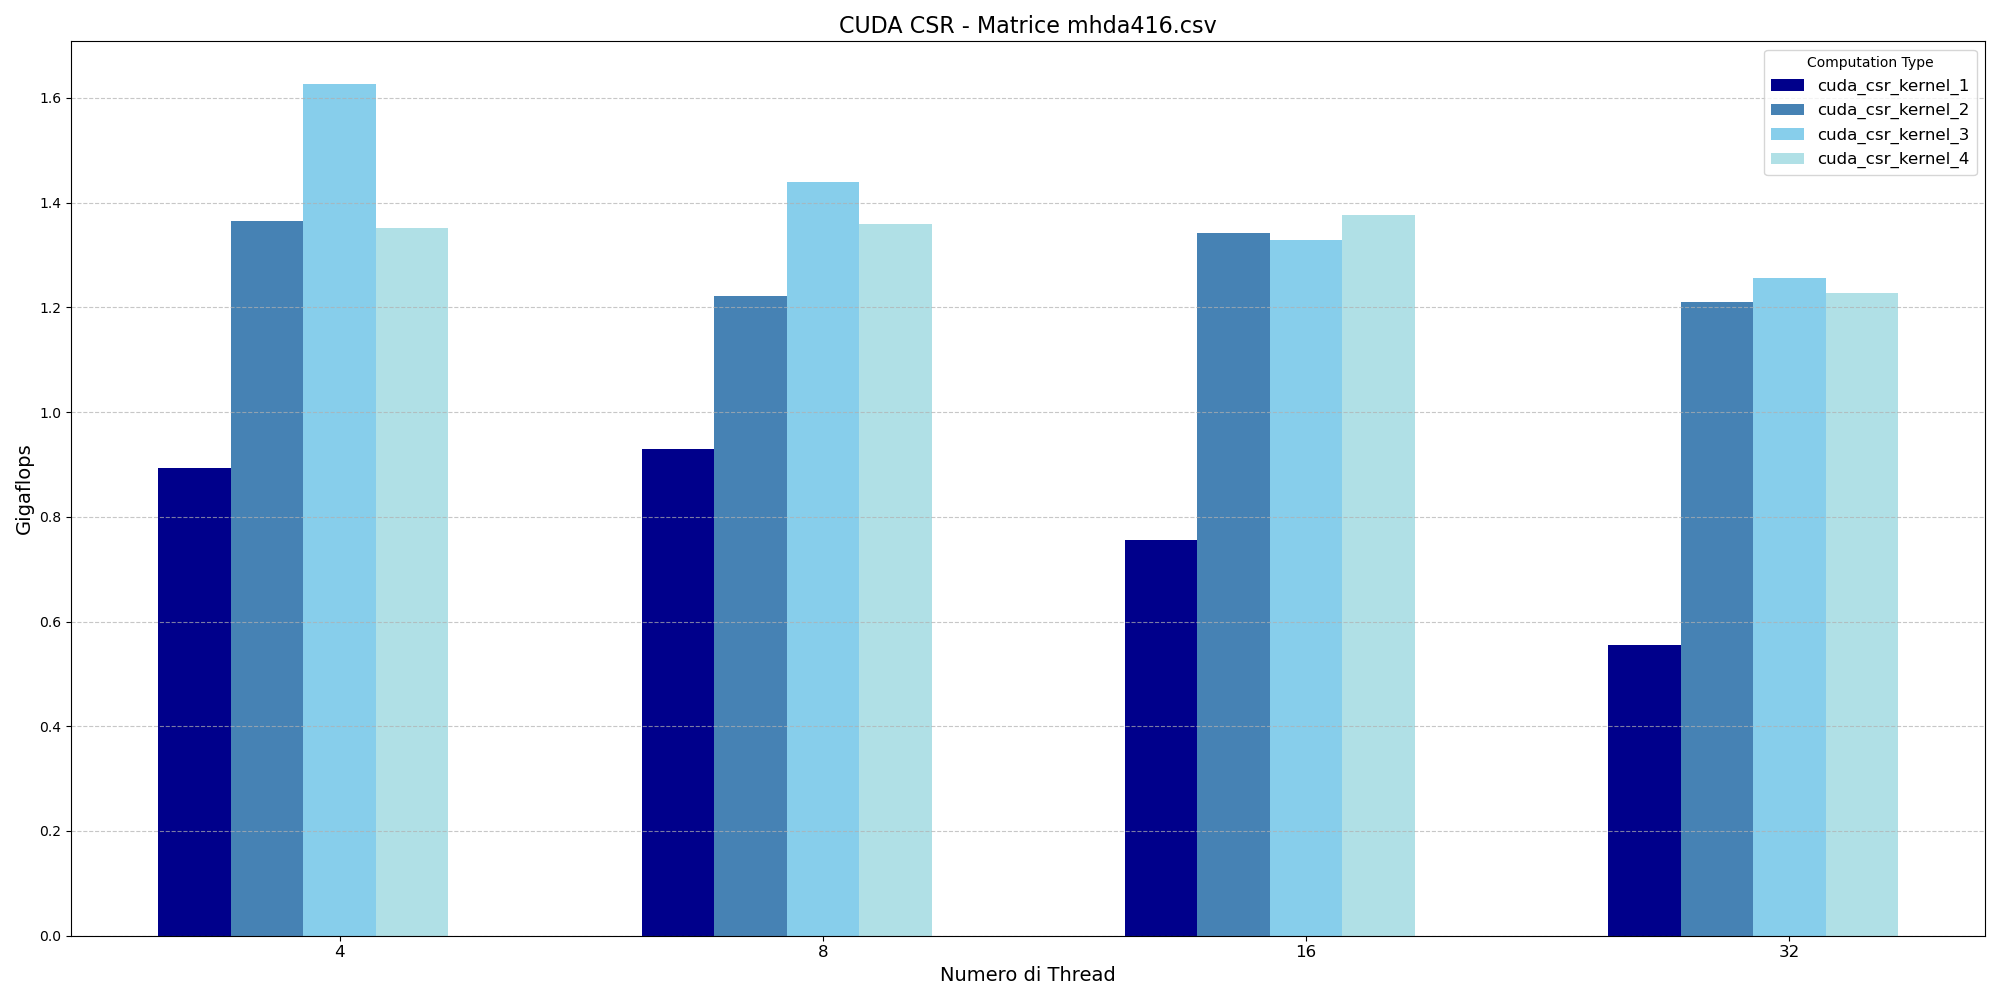 CUDA CSR - Matrice mhda416.csv
Computation Type
cuda_csr_kernel_1
cuda_csr_kernel_2
cuda_csr_kernel_3
cuda_csr_kernel_4
Gigaflops
1.6
1.4
1.2
1.0
0.8
0.6
0.4
0.2
0.0
4 8 16 32
Numero di Thread